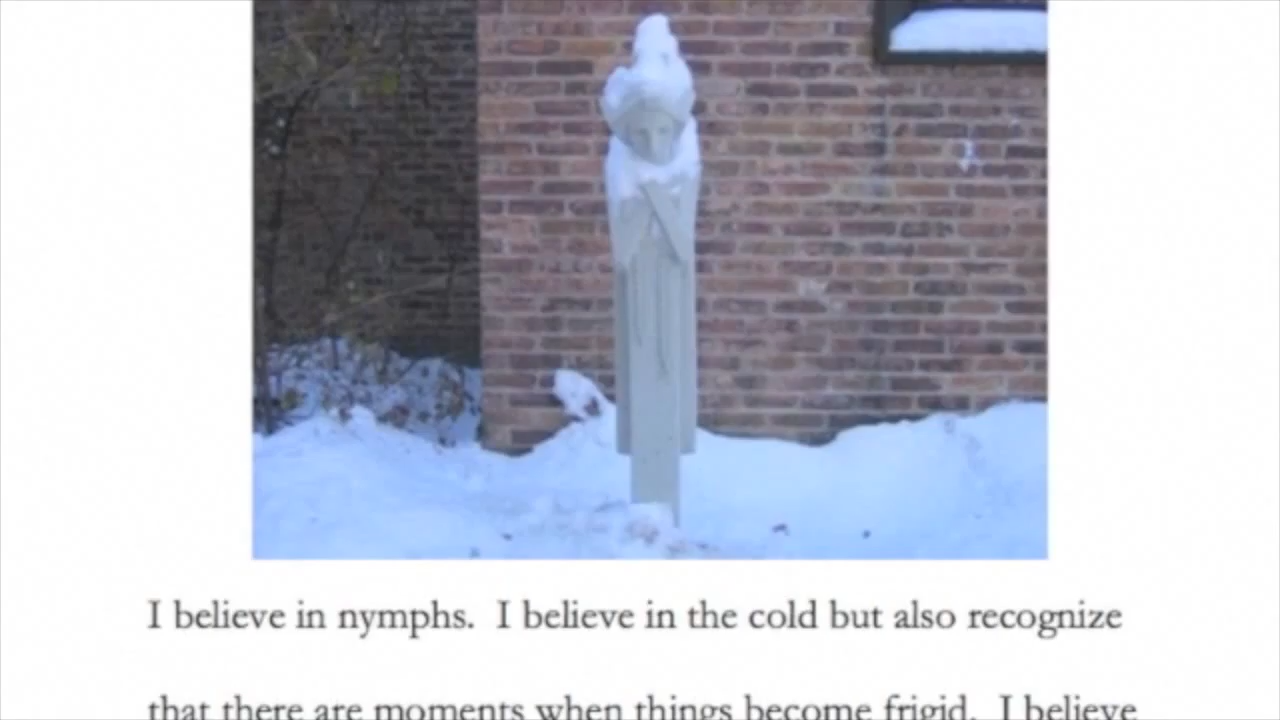 I believe in nymphs.  I believe in the cold but also recognize
that there are moments when things become frigid.  I believe